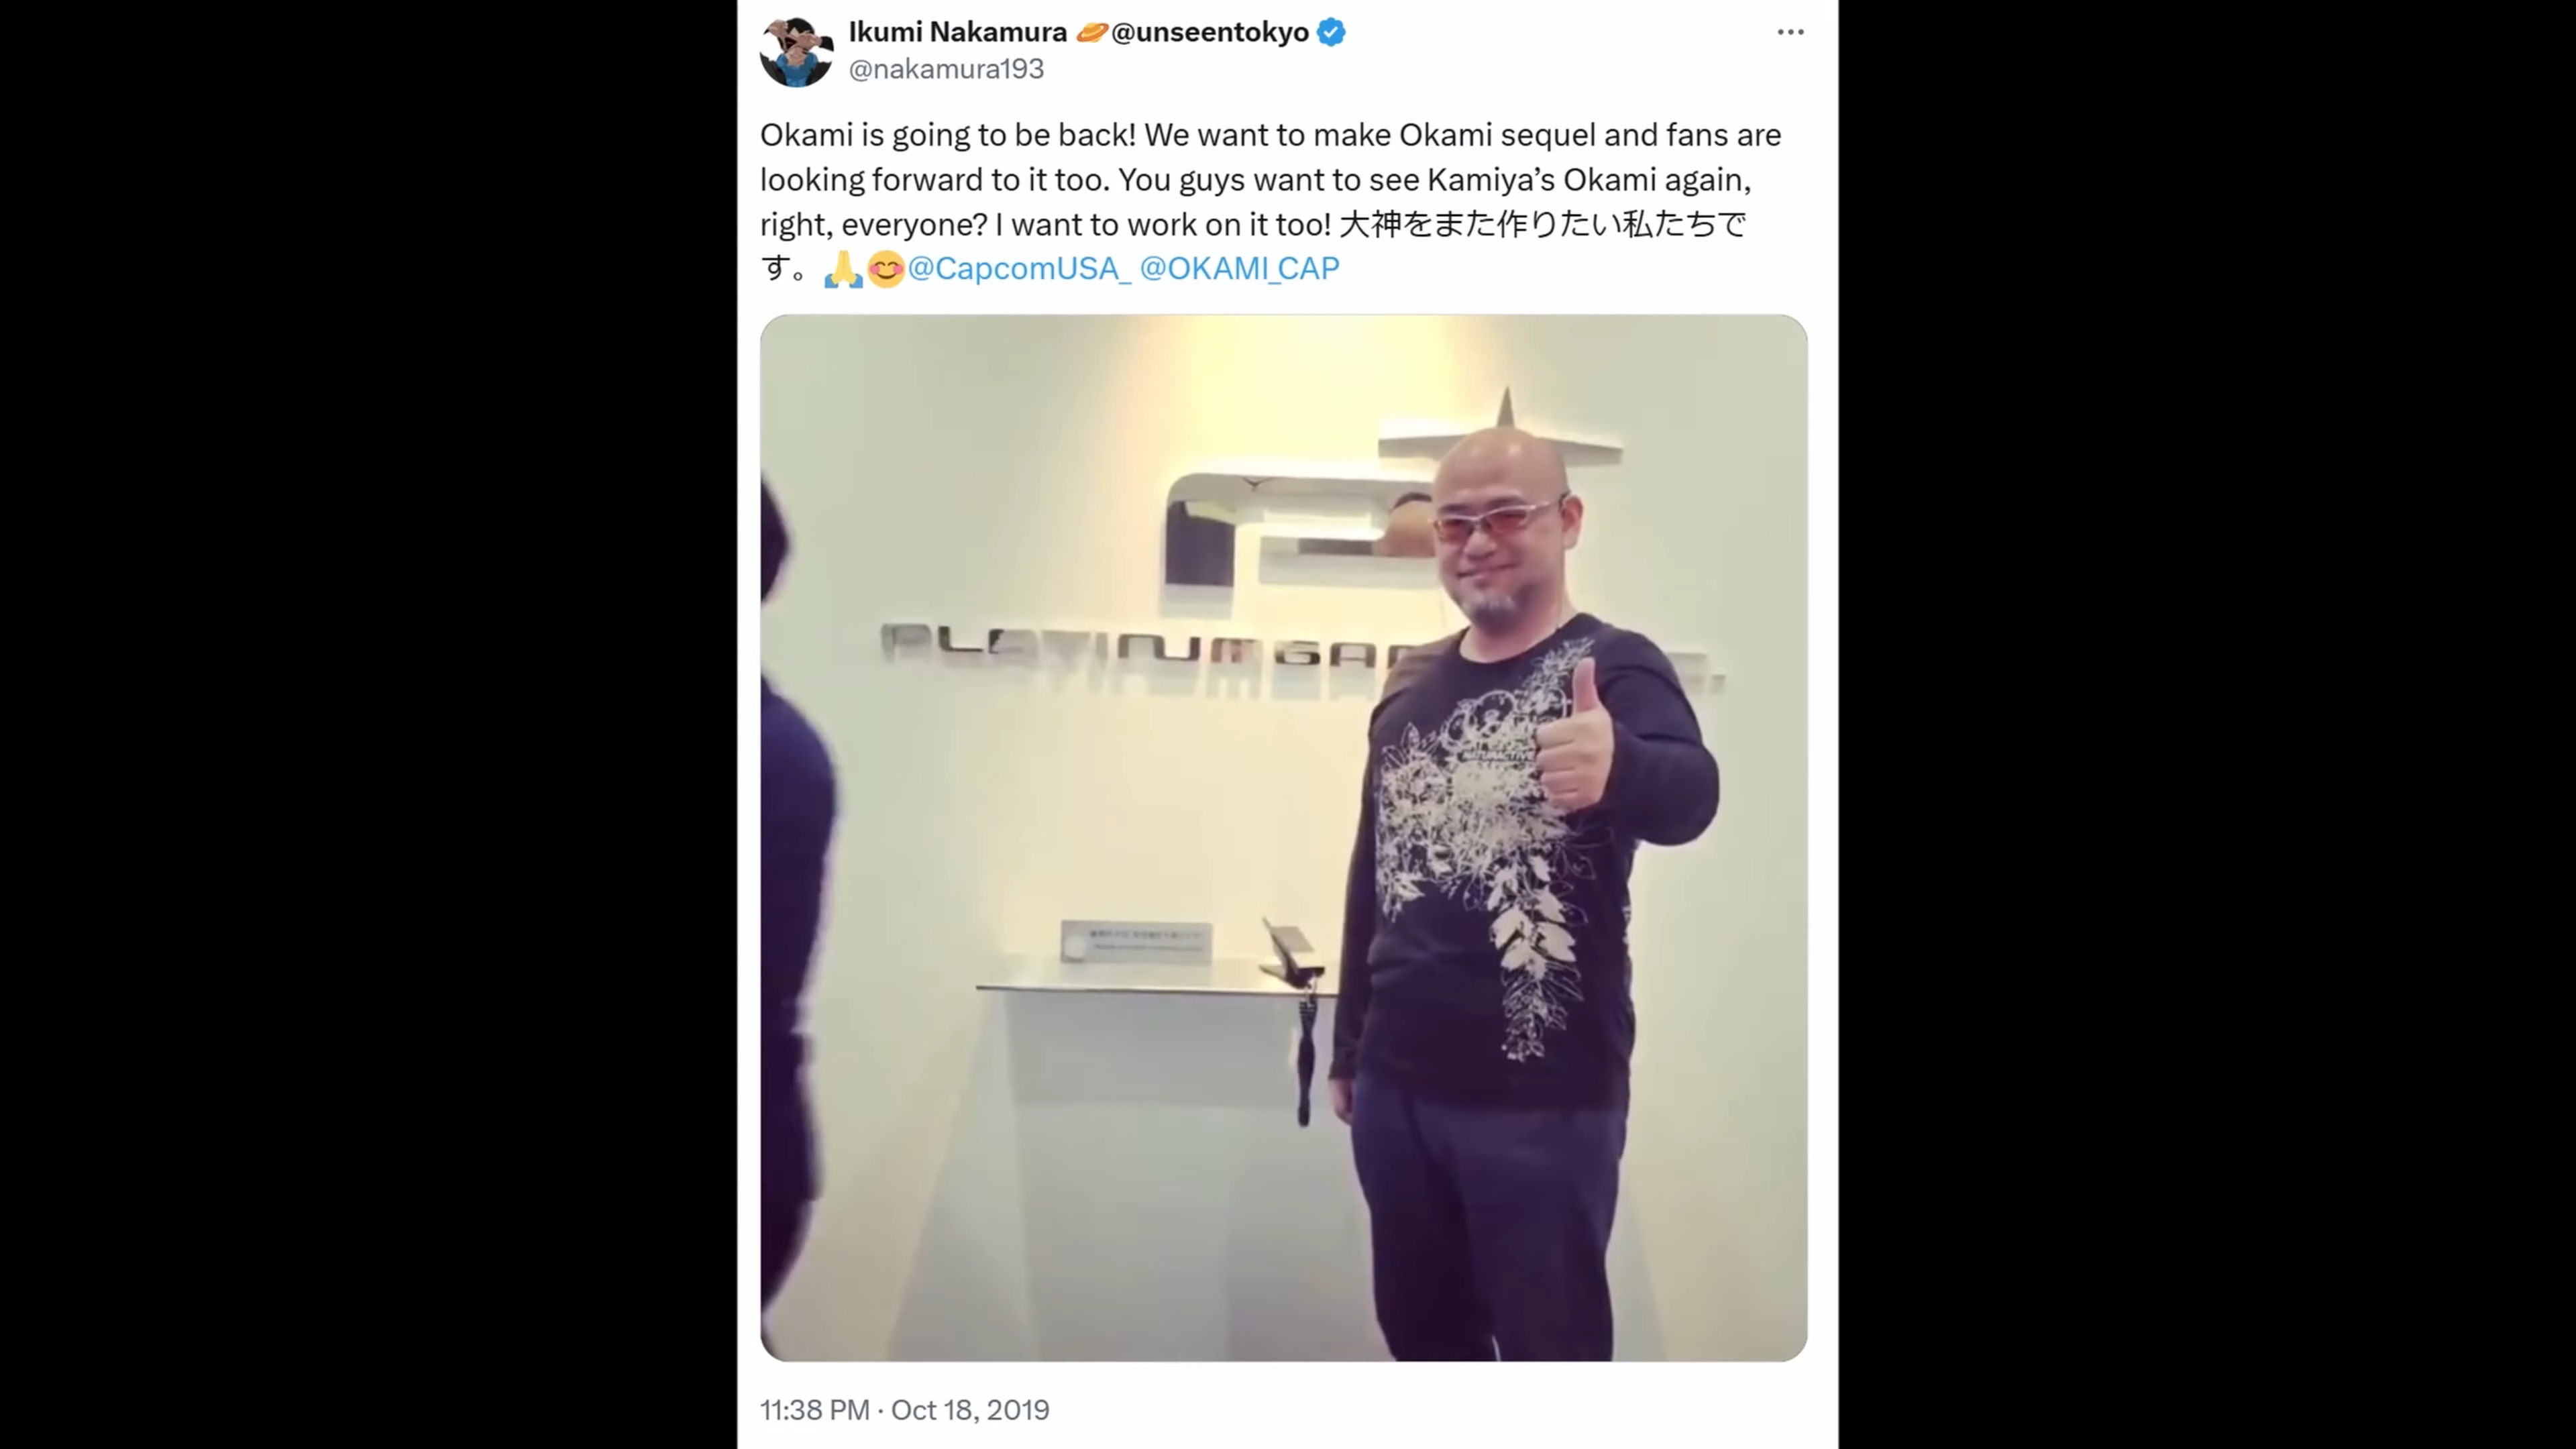 Ikumi Nakamura 🪐@unseentokyo
@nakamura193
Okami is going to be back! We want to make Okami sequel and fans are
looking forward to it too. You guys want to see Kamiya’s Okami again,
right, everyone? I want to work on it too! 大神をまた作りたい私たちで
す。🙏😊@CapcomUSA_ @OKAMI_CAP
PLATINUMGA
11:38 PM · Oct 18, 2019